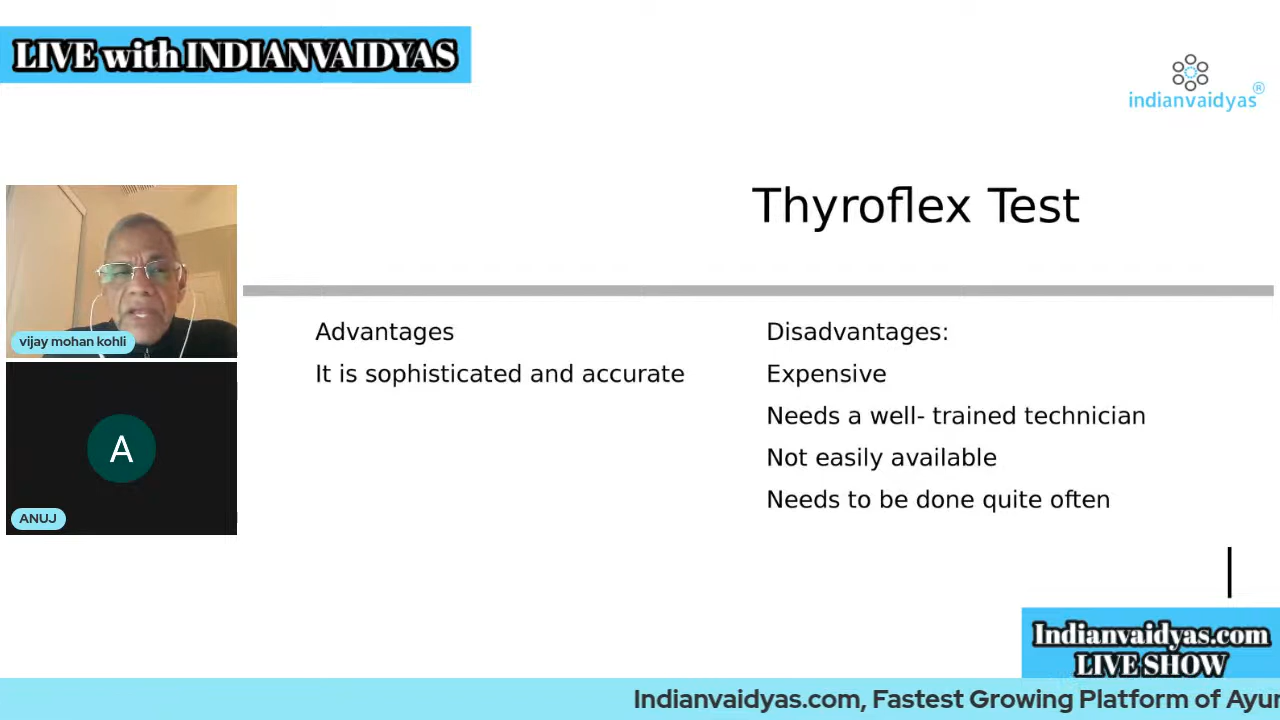 LIVE with INDIANVAIDYAS
indianvaidyas®
Thyroflex Test
vijay mohan kohli
A
ANUJ
Advantages
It is sophisticated and accurate
Disadvantages:
Expensive
Needs a well- trained technician
Not easily available
Needs to be done quite often
Indianvaidyas.com
LIVE SHOW
Indianvaidyas.com, Fastest Growing Platform of Ayur